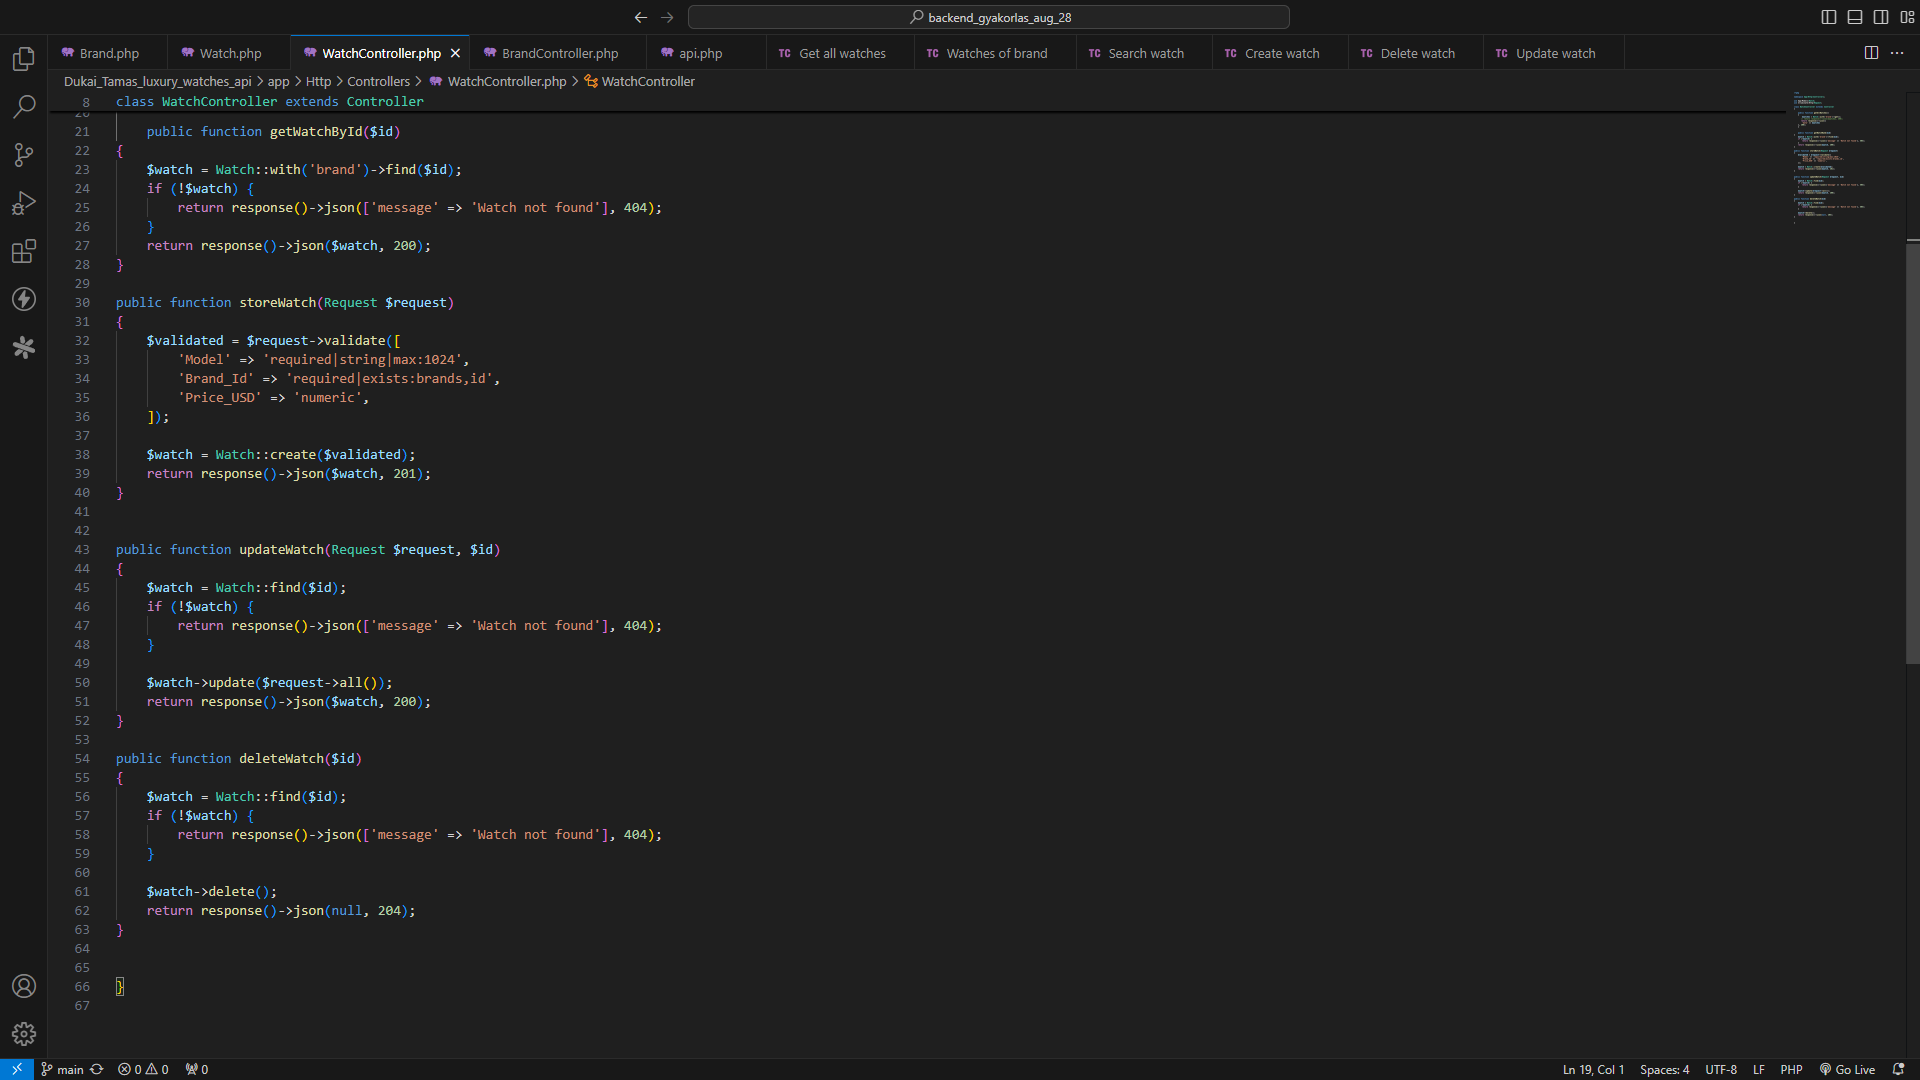 backend_gyakorlas_aug_28
Brand.php
Watch.php
WatchController.php
BrandController.php
api.php
TC Get all watches
TC Watches of brand
TC Search watch
TC Create watch
TC Delete watch
TC Update watch
Dukai_Tamas_luxury_watches_api > app > Http > Controllers > WatchController.php > WatchController
8 class WatchController extends Controller
20
21     public function getWatchById($id)
22 {
23     $watch = Watch::with('brand')->find($id);
24     if (!$watch) {
25         return response()->json(['message' => 'Watch not found'], 404);
26     }
27     return response()->json($watch, 200);
28 }
29
30 public function storeWatch(Request $request)
31 {
32     $validated = $request->validate([
33         'Model' => 'required|string|max:1024',
34         'Brand_Id' => 'required|exists:brands,id',
35         'Price_USD' => 'numeric',
36     ]);
37
38     $watch = Watch::create($validated);
39     return response()->json($watch, 201);
40 }
41
42
43 public function updateWatch(Request $request, $id)
44 {
45     $watch = Watch::find($id);
46     if (!$watch) {
47         return response()->json(['message' => 'Watch not found'], 404);
48     }
49
50     $watch->update($request->all());
51     return response()->json($watch, 200);
52 }
53
54 public function deleteWatch($id)
55 {
56     $watch = Watch::find($id);
57     if (!$watch) {
58         return response()->json(['message' => 'Watch not found'], 404);
59     }
60
61     $watch->delete();
62     return response()->json(null, 204);
63 }
64
65
66 }
67
main 0 0 0 Ln 19, Col 1 Spaces: 4 UTF-8 LF PHP Go Live